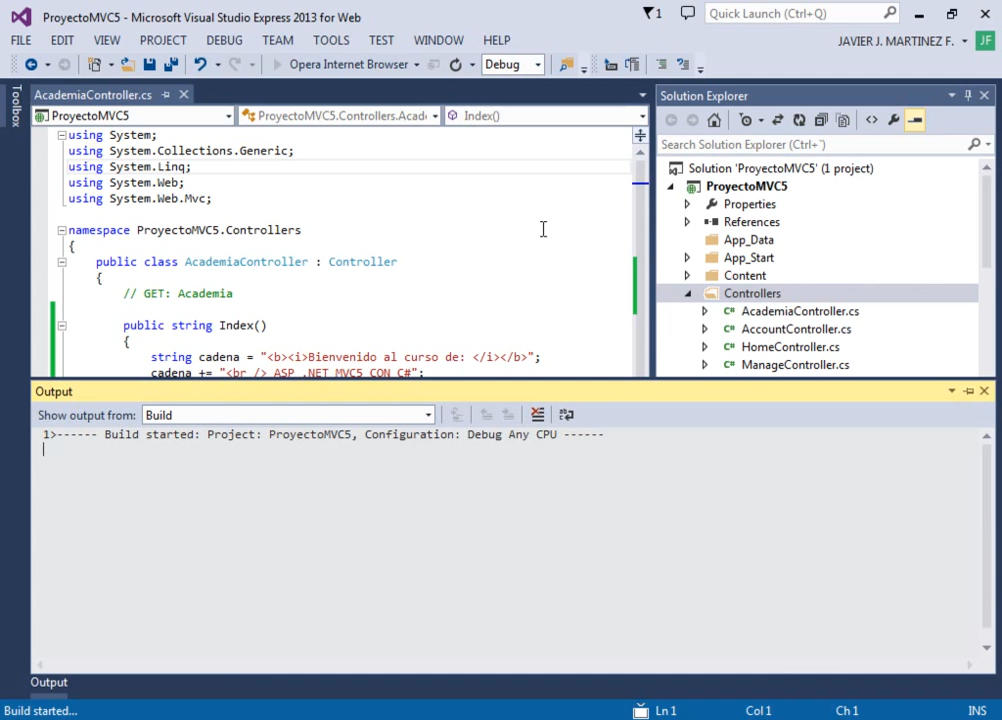 ProyectoMVC5 - Microsoft Visual Studio Express 2013 for Web
1
Quick Launch (Ctrl+Q)
FILE EDIT VIEW PROJECT DEBUG TEAM TOOLS TEST WINDOW HELP
JAVIER J. MARTINEZ F.
JF
Opera Internet Browser
Debug
Toolbox
AcademiaController.cs
ProyectoMVC5
ProyectoMVC5.Controllers.Acad
Index()
using System;
using System.Collections.Generic;
using System.Linq;
using System.Web;
using System.Web.Mvc;
namespace ProyectoMVC5.Controllers
{
public class AcademiaController : Controller
{
// GET: Academia
public string Index()
{
string cadena = "<b><i>Bienvenido al curso de: </i></b>";
cadena += "<br /> ASP .NET MVC5 CON C#";
Solution Explorer
Search Solution Explorer (Ctrl+¨)
Solution 'ProyectoMVC5' (1 project)
ProyectoMVC5
Properties
References
App_Data
App_Start
Content
Controllers
C# AcademiaController.cs
C# AccountController.cs
C# HomeController.cs
C# ManageController.cs
Output
Show output from: Build
1>------ Build started: Project: ProyectoMVC5, Configuration: Debug Any CPU ------
Output
Build started...
Ln 1
Col 1
Ch 1
INS